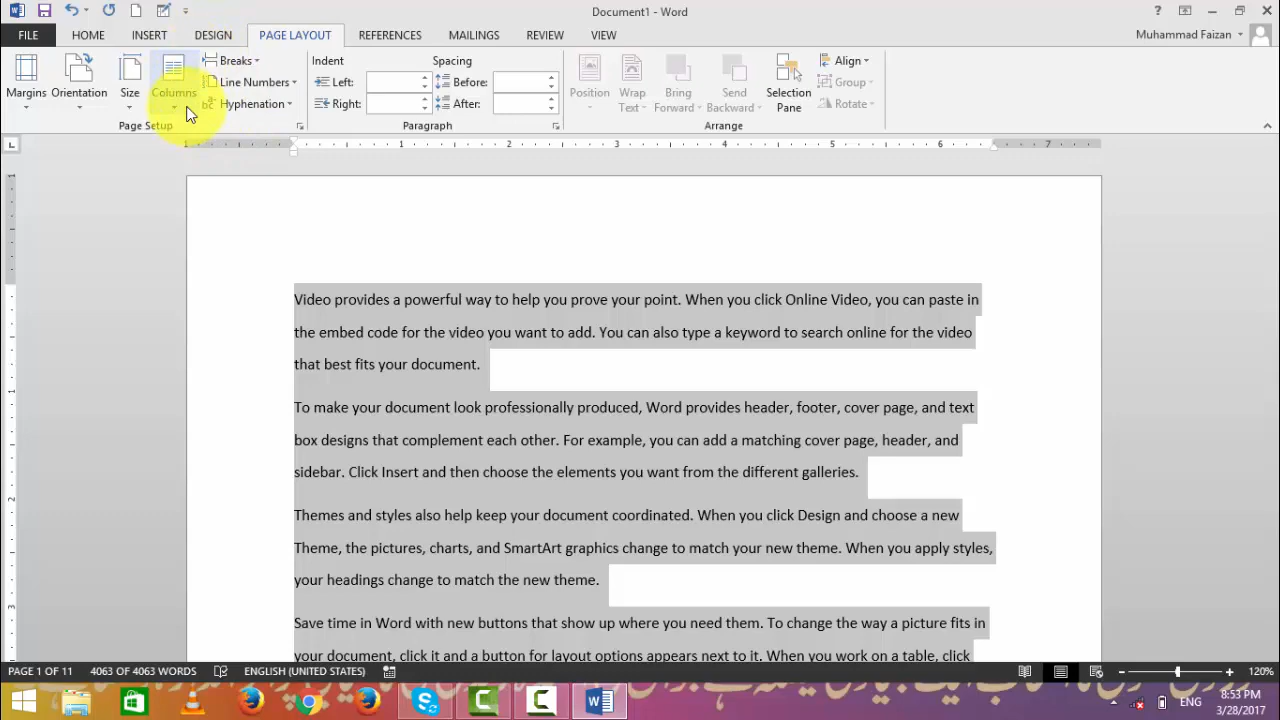 Document1 - Word
FILE HOME INSERT DESIGN PAGE LAYOUT REFERENCES MAILINGS REVIEW VIEW Muhammad Faizan
Margins Orientation Size Columns
Breaks
Line Numbers
Hyphenation
Page Setup
Indent
Left:
Right:
Spacing
Before:
After:
Paragraph
Position
Wrap
Text
Bring
Forward
Send
Backward
Selection
Pane
Align
Group
Rotate
Arrange
1 1 2 3 4 5 6 7
Video provides a powerful way to help you prove your point. When you click Online Video, you can paste in
the embed code for the video you want to add. You can also type a keyword to search online for the video
that best fits your document.
To make your document look professionally produced, Word provides header, footer, cover page, and text
box designs that complement each other. For example, you can add a matching cover page, header, and
sidebar. Click Insert and then choose the elements you want from the different galleries.
Themes and styles also help keep your document coordinated. When you click Design and choose a new
Theme, the pictures, charts, and SmartArt graphics change to match your new theme. When you apply styles,
your headings change to match the new theme.
Save time in Word with new buttons that show up where you need them. To change the way a picture fits in
your document, click it and a button for layout options appears next to it. When you work on a table, click
1
1
2
3
PAGE 1 OF 11 4063 OF 4063 WORDS ENGLISH (UNITED STATES) 120%
ENG
8:53 PM
3/28/2017